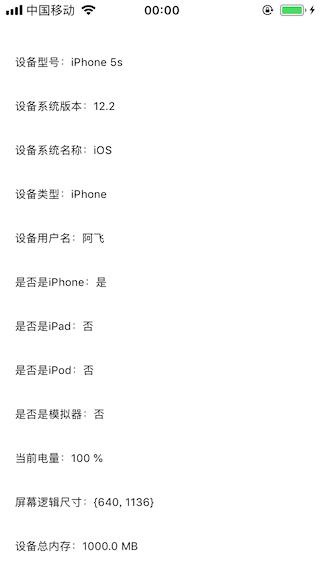 中国移动 00:00
设备型号：iPhone 5s
设备系统版本：12.2
设备系统名称：iOS
设备类型：iPhone
设备用户名：阿飞
是否是iPhone：是
是否是iPad：否
是否是iPod：否
是否是模拟器：否
当前电量：100 %
屏幕逻辑尺寸：{640, 1136}
设备总内存：1000.0 MB